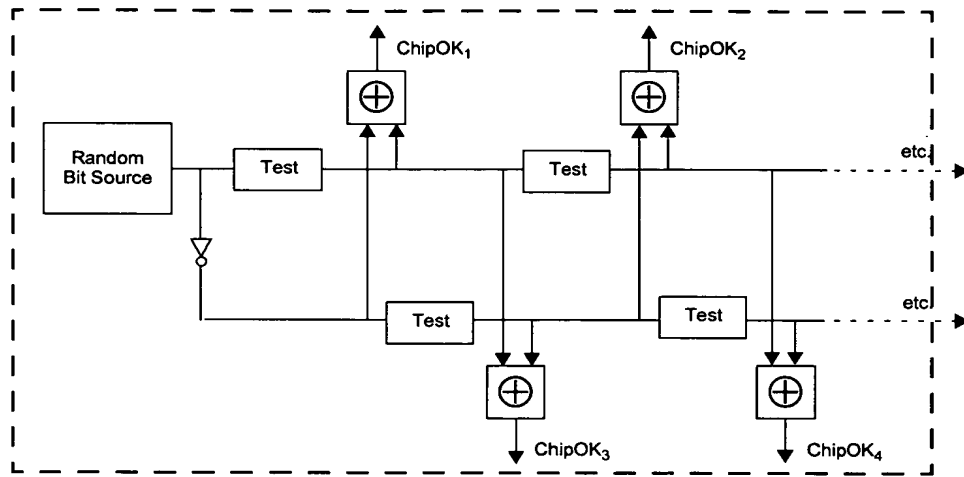 ChipOK1
ChipOK2
Random
Bit Source
Test
Test
etc.
Test
Test
etc
ChipOK3
ChipOK4